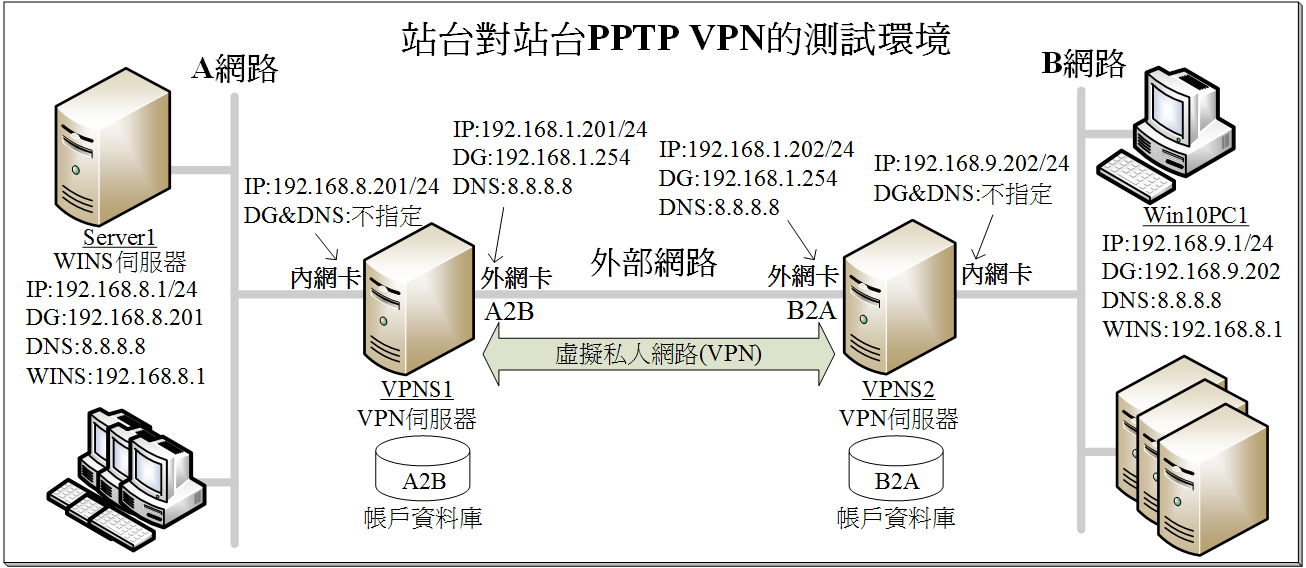 站台對站台PPTP VPN的測試環境
A網路
B網路
IP:192.168.1.201/24
DG:192.168.1.254
DNS:8.8.8.8
IP:192.168.1.202/24
DG:192.168.1.254
DNS:8.8.8.8
IP:192.168.8.201/24
DG&DNS:不指定
IP:192.168.9.202/24
DG&DNS:不指定
Server1
WINS伺服器
IP:192.168.8.1/24
DG:192.168.8.201
DNS:8.8.8.8
WINS:192.168.8.1
內網卡
外網卡
外部網路
外網卡
內網卡
A2B
B2A
虛擬私人網路(VPN)
VPNS1
VPN伺服器
A2B
帳戶資料庫
VPNS2
VPN伺服器
B2A
帳戶資料庫
Win10PC1
IP:192.168.9.1/24
DG:192.168.9.202
DNS:8.8.8.8
WINS:192.168.8.1